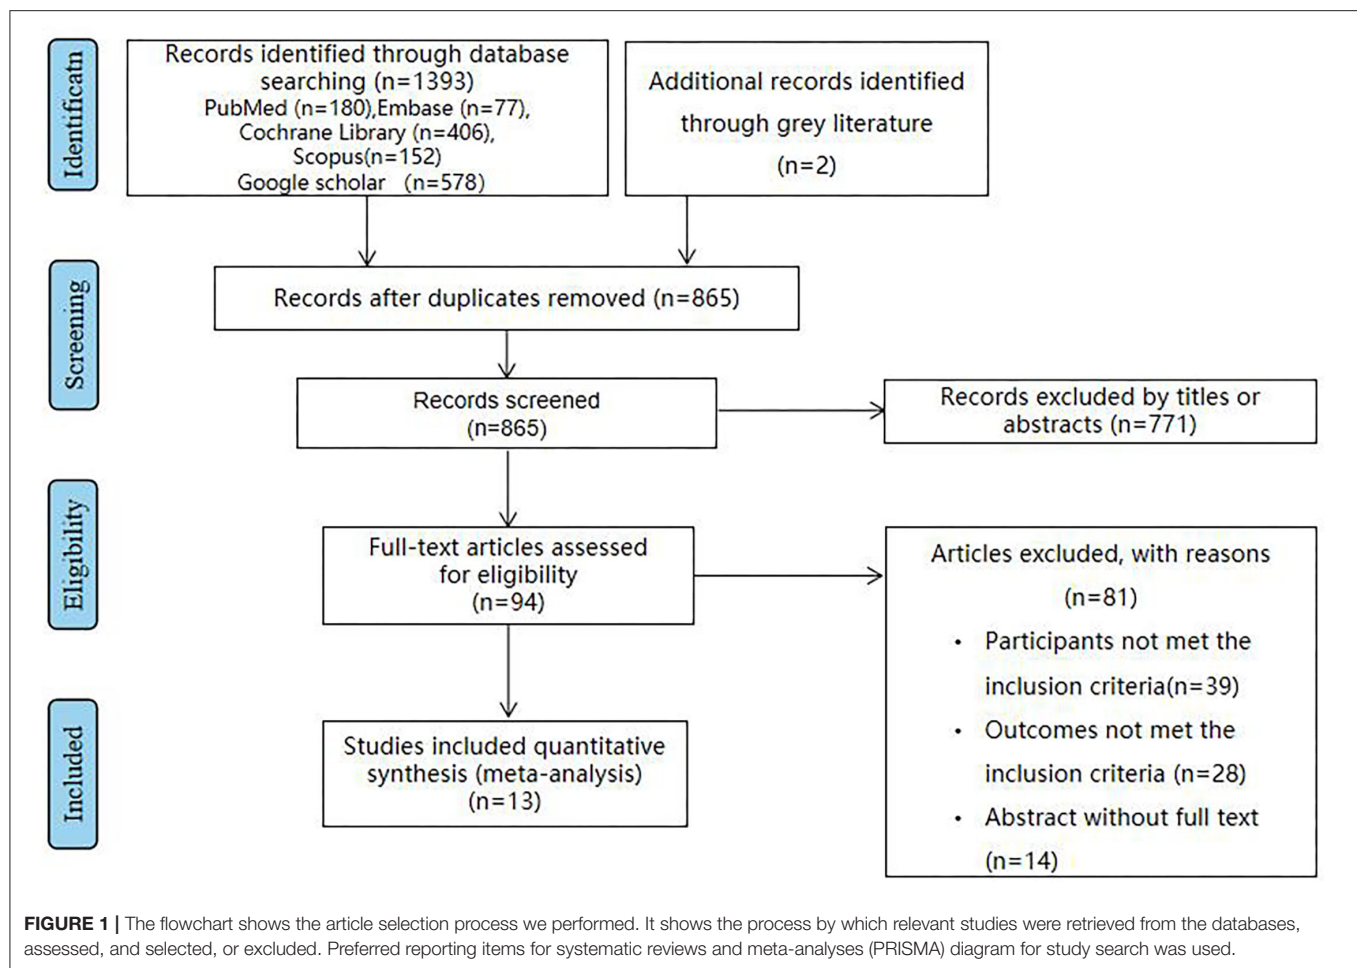 Identificatn
Records identified through database
searching (n=1393)
PubMed (n=180),Embase (n=77),
Cochrane Library (n=406),
Scopus(n=152)
Google scholar (n=578)
Additional records identified
through grey literature
(n=2)
Screening
Records after duplicates removed (n=865)
Records screened
(n=865)
Records excluded by titles or
abstracts (n=771)
Eligibility
Full-text articles assessed
for eligibility
(n=94)
Articles excluded, with reasons
(n=81)
• Participants not met the
inclusion criteria(n=39)
• Outcomes not met the
inclusion criteria (n=28)
• Abstract without full text
(n=14)
Included
Studies included quantitative
synthesis (meta-analysis)
(n=13)
FIGURE 1 | The flowchart shows the article selection process we performed. It shows the process by which relevant studies were retrieved from the databases,
assessed, and selected, or excluded. Preferred reporting items for systematic reviews and meta-analyses (PRISMA) diagram for study search was used.